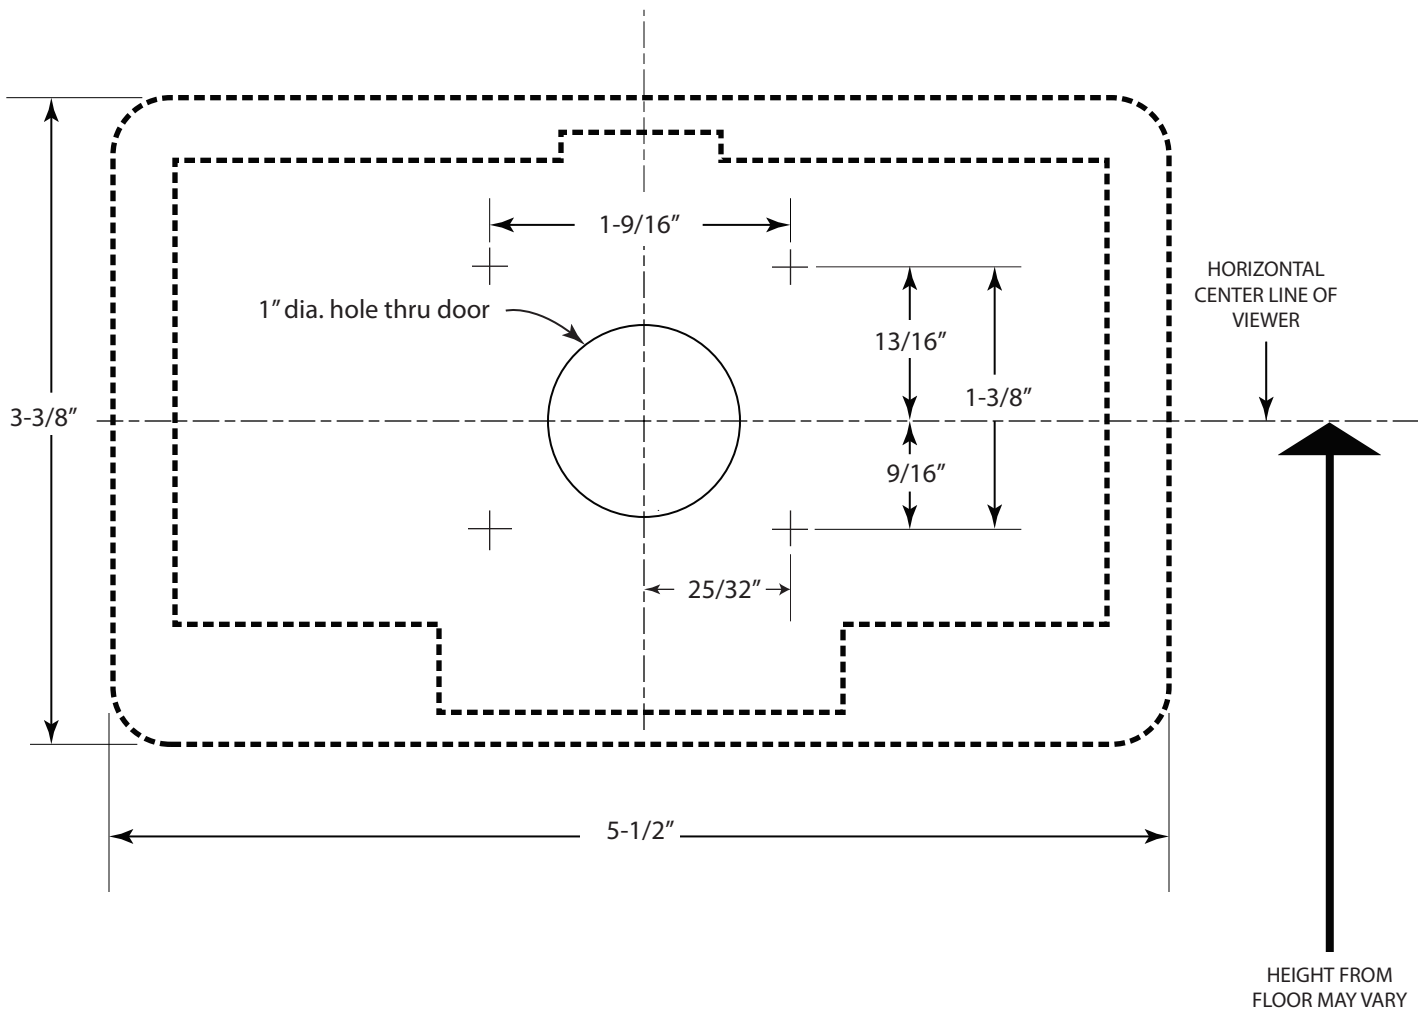 1-9/16”
HORIZONTAL
CENTER LINE OF
VIEWER
1” dia. hole thru door
13/16”
1-3/8”
3-3/8”
9/16”
25/32”
5-1/2”
HEIGHT FROM
FLOOR MAY VARY